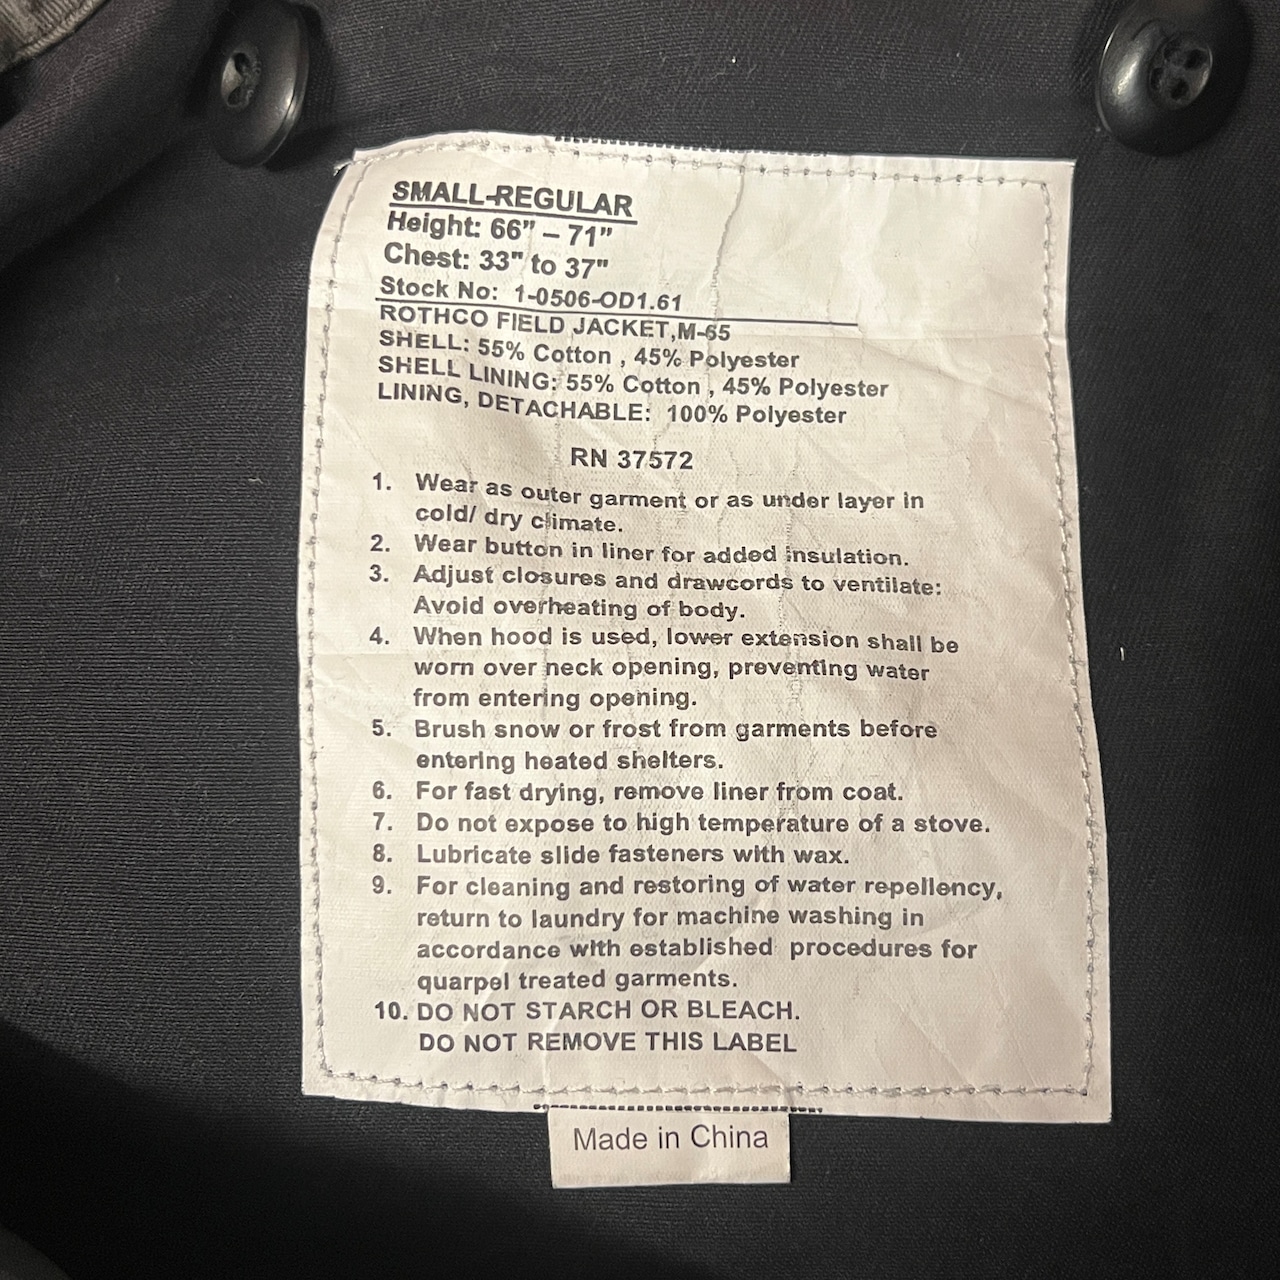 SMALL-REGULAR
Height: 66" – 71"
Chest: 33" to 37"
Stock No: 1-0506-OD1.61
ROTHCO FIELD JACKET,M-65
SHELL: 55% Cotton , 45% Polyester
SHELL LINING: 55% Cotton , 45% Polyester
LINING, DETACHABLE: 100% Polyester
RN 37572
1. Wear as outer garment or as under layer in
cold/ dry climate.
2. Wear button in liner for added insulation.
3. Adjust closures and drawcords to ventilate:
Avoid overheating of body.
4. When hood is used, lower extension shall be
worn over neck opening, preventing water
from entering opening.
5. Brush snow or frost from garments before
entering heated shelters.
6. For fast drying, remove liner from coat.
7. Do not expose to high temperature of a stove.
8. Lubricate slide fasteners with wax.
9. For cleaning and restoring of water repellency,
return to laundry for machine washing in
accordance with established procedures for
quarpel treated garments.
10. DO NOT STARCH OR BLEACH.
DO NOT REMOVE THIS LABEL
Made in China